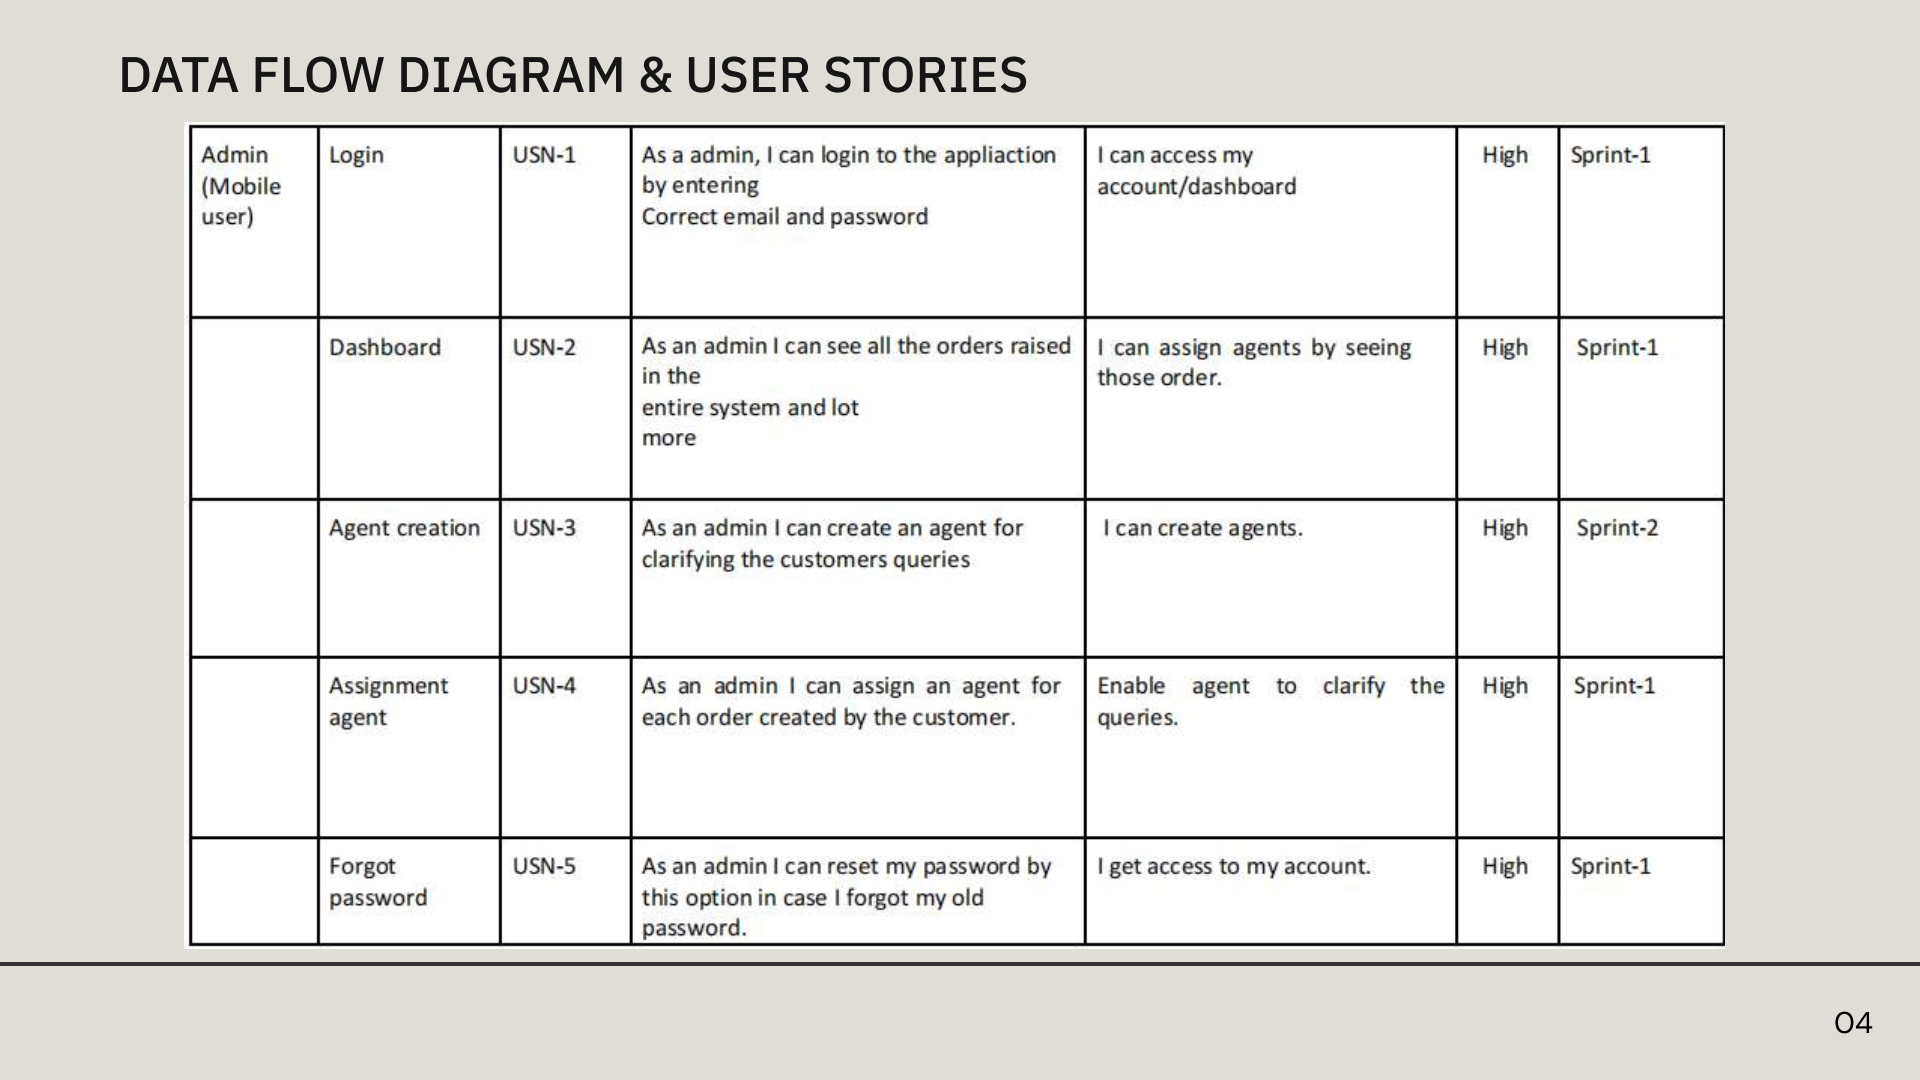 DATA FLOW DIAGRAM & USER STORIES
Admin
(Mobile
user)
Login
USN-1
As a admin, I can login to the appliaction
by entering
Correct email and password
I can access my
account/dashboard
High
Sprint-1
Dashboard
USN-2
As an admin I can see all the orders raised
in the
entire system and lot
more
I can assign agents by seeing
those order.
High
Sprint-1
Agent creation
USN-3
As an admin I can create an agent for
clarifying the customers queries
I can create agents.
High
Sprint-2
Assignment
agent
USN-4
As an admin I can assign an agent for
each order created by the customer.
Enable agent to clarify the
queries.
High
Sprint-1
Forgot
password
USN-5
As an admin I can reset my password by
this option in case I forgot my old
password.
I get access to my account.
High
Sprint-1
04